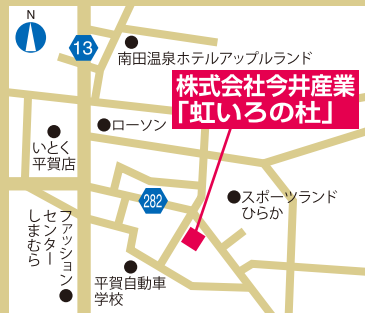 N
13
南田温泉ホテルアップルランド
株式会社今井産業
「虹いろの杜」
ローソン
いとく
平賀店
282
スポーツランド
ひらか
ファッション
センター
しまむら
平賀自動車
学校